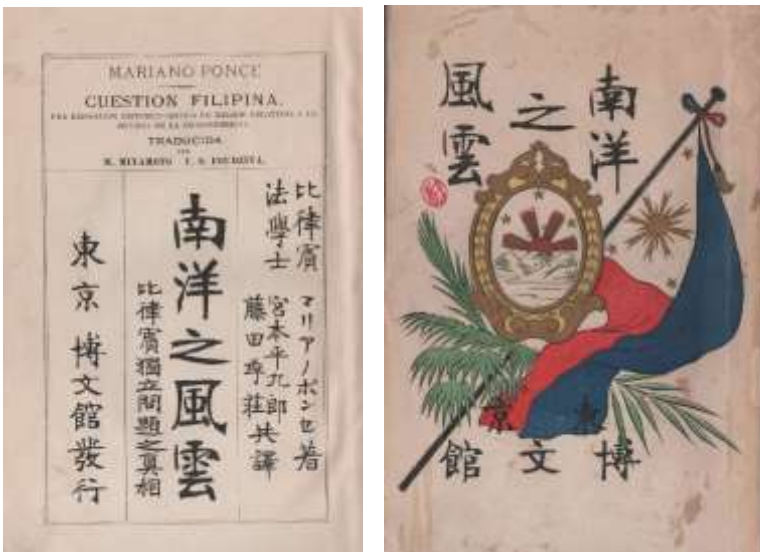 MARIANO PONCE
CUESTION FILIPINA.
TRADUCIDA
比律賓 マリアノポンセ著
法學士 宮本平九郎
藤田季荘共譯
南洋之風雲
比律賓獨立問題之真相
東京 博文館發行
南洋
之
風雲
東京
博文館